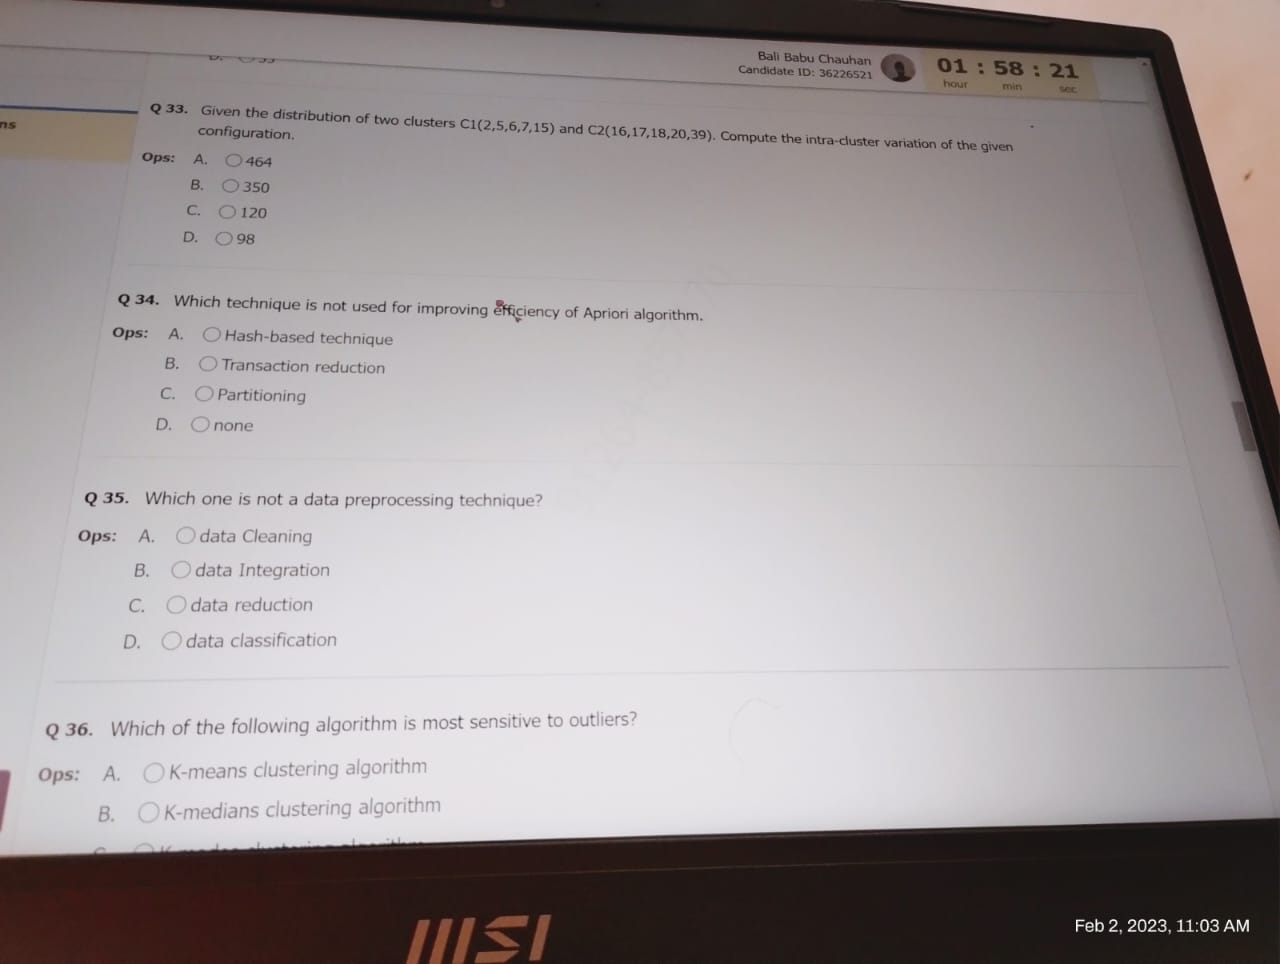 Bali Babu Chauhan
Candidate ID: 36226521
01 : 58 : 21
hour min sec
ns
Q 33. Given the distribution of two clusters C1(2,5,6,7,15) and C2(16,17,18,20,39). Compute the intra-cluster variation of the given
configuration.
Ops: A. 464
B. 350
C. 120
D. 98
Q 34. Which technique is not used for improving efficiency of Apriori algorithm.
Ops: A. Hash-based technique
B. Transaction reduction
C. Partitioning
D. none
Q 35. Which one is not a data preprocessing technique?
Ops: A. data Cleaning
B. data Integration
C. data reduction
D. data classification
Q 36. Which of the following algorithm is most sensitive to outliers?
Ops: A. K-means clustering algorithm
B. K-medians clustering algorithm
msi
Feb 2, 2023, 11:03 AM